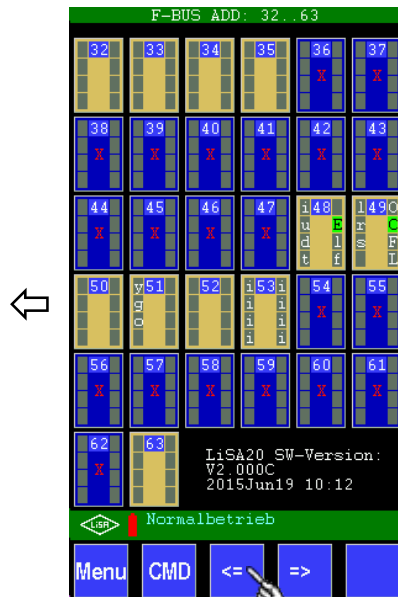 F-BUS ADD: 32..63
32 33 34 35 36 37
X X
38 39 40 41 42 43
X X X X X X
44 45 46 47 i 48 l 49 O
X X X X u E r C
d l s F
t f L
50 y 51 52 i 53 i 54 55
g i i X X
o i i
i i
56 57 58 59 60 61
X X X X X X
62 63
X
LiSA20 SW-Version:
V2.000C
2015Jun19 10:12
LiSA Normalbetrieb
Menu CMD <= =>